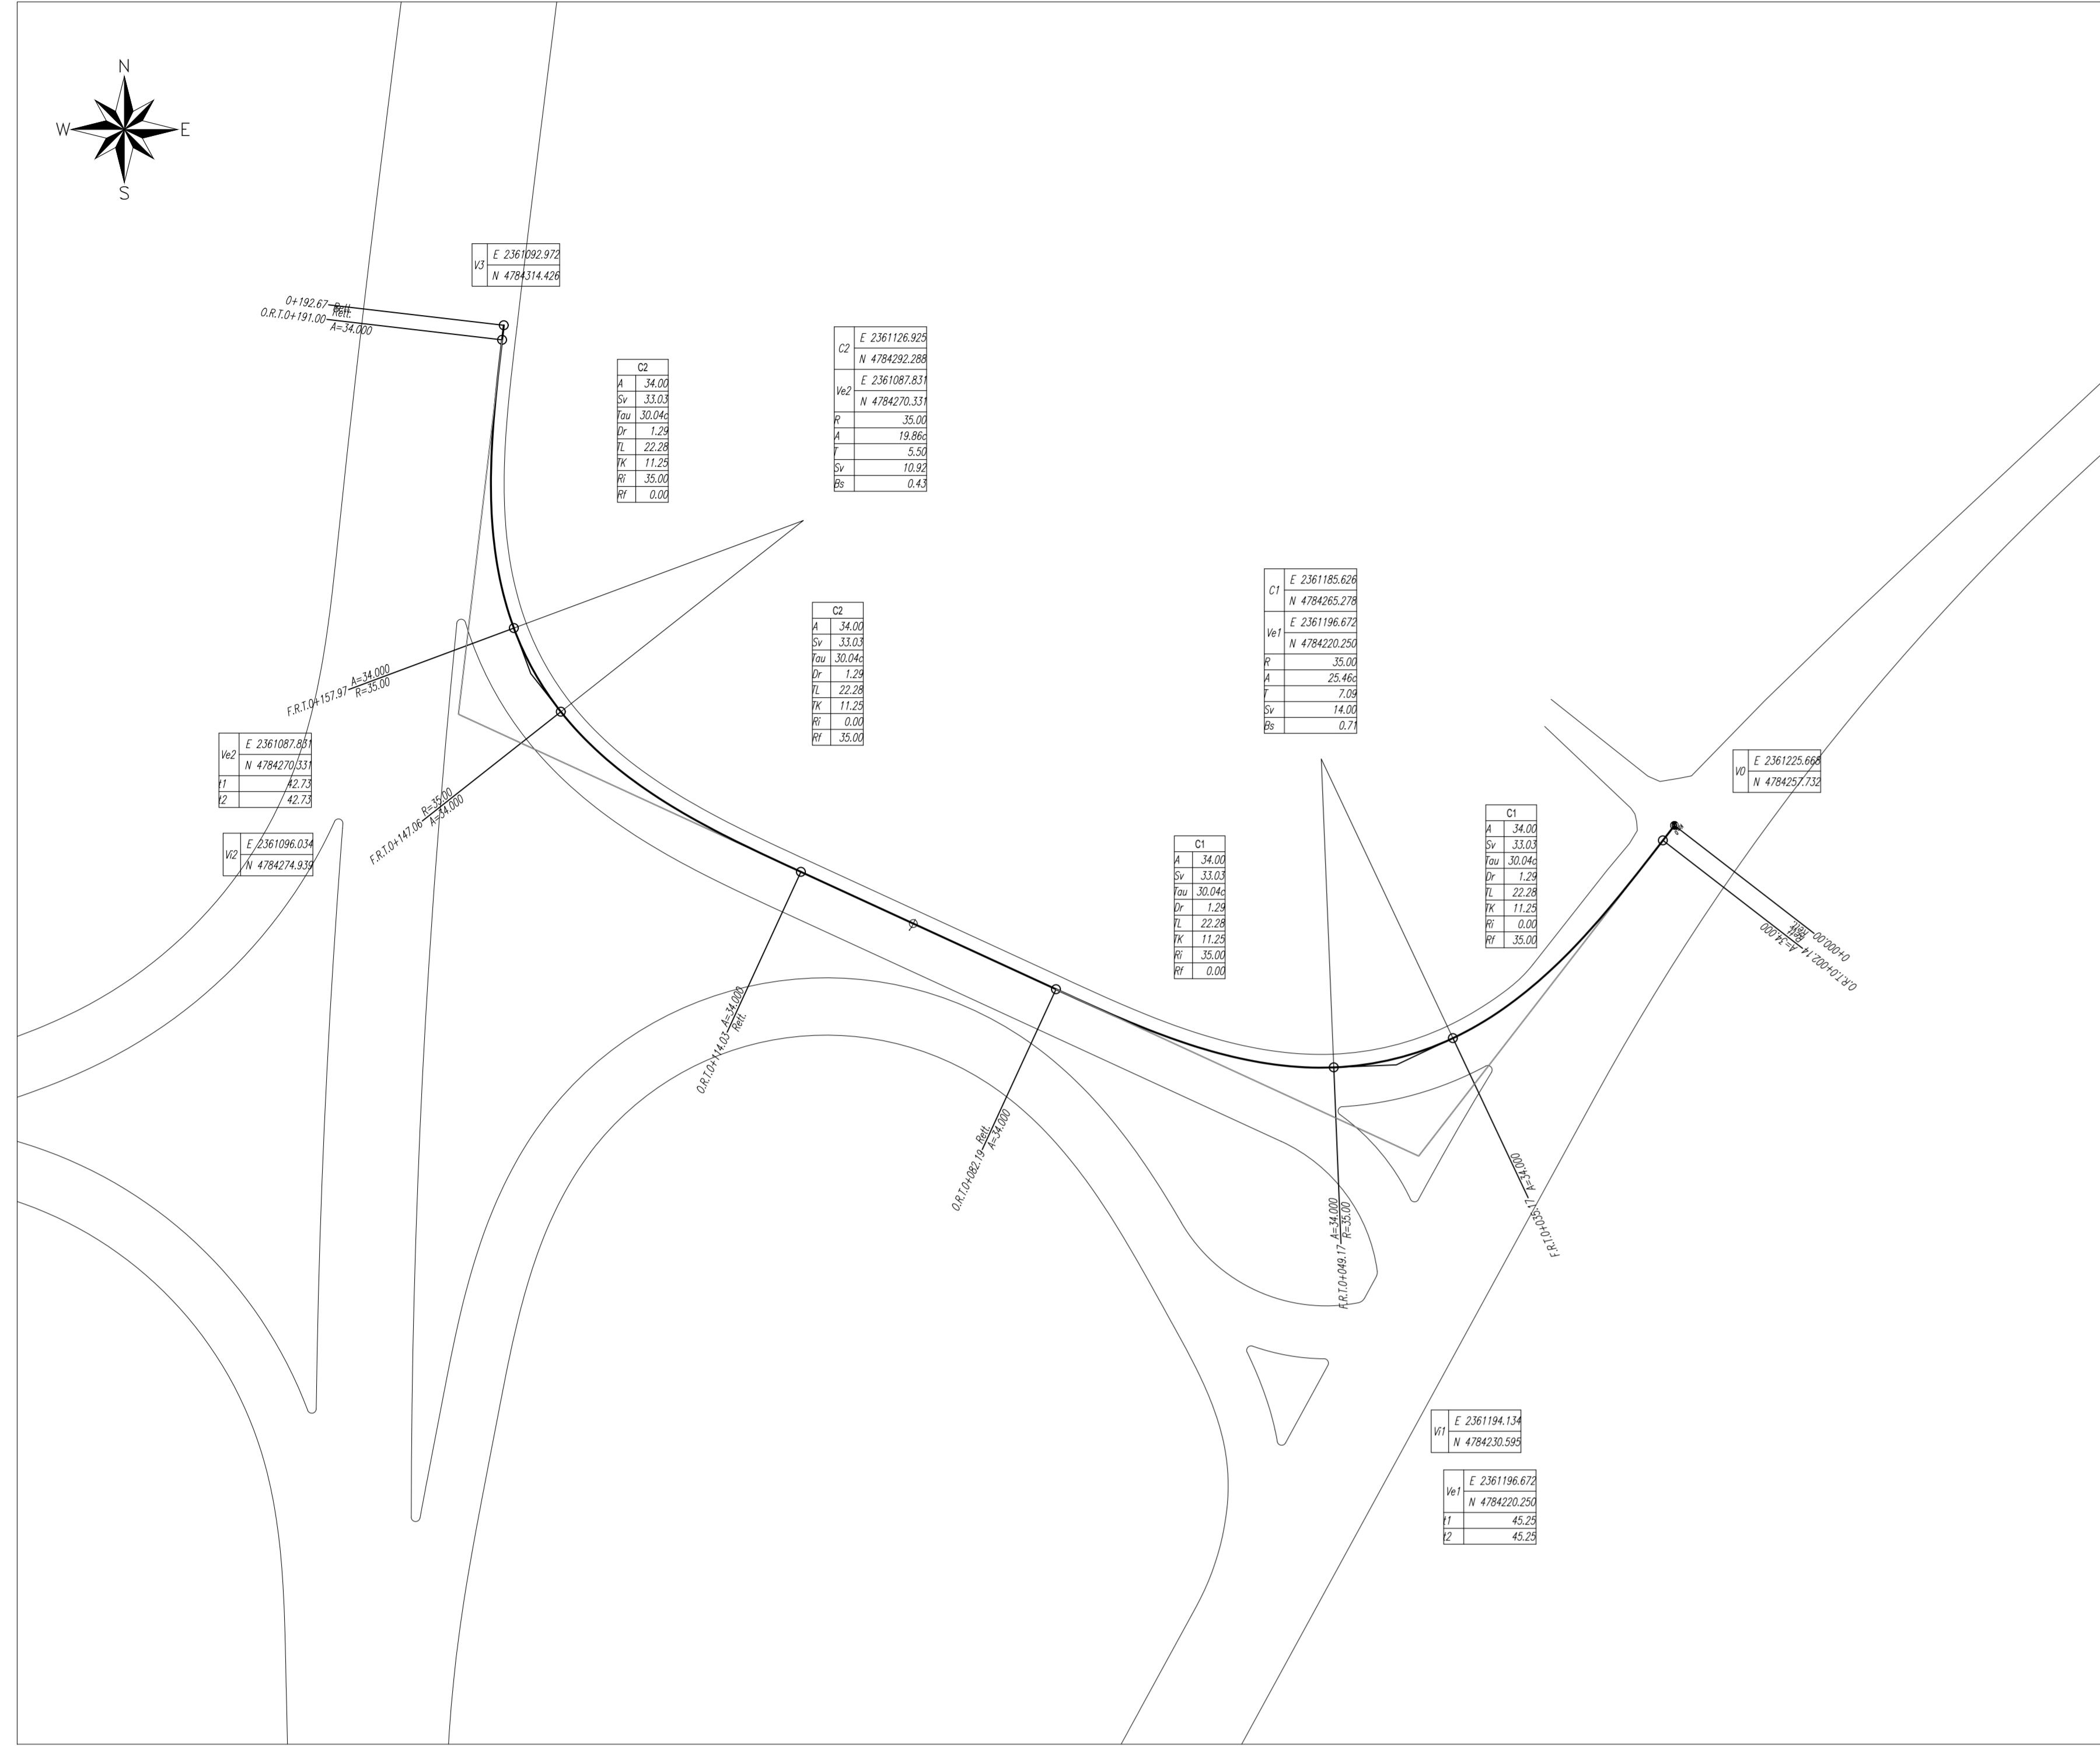 N
W E
S
V3
E 2361092.972
N 4784314.426
0+192.67 Rett.
O.R.T.0+191.00 Rett.
A=34.000
C2
A 34.00
Sv 33.03
Tau 30.04c
Dr 1.29
TL 22.28
TK 11.25
Ri 35.00
Rf 0.00
C2
E 2361126.925
N 4784292.288
Ve2
E 2361087.831
N 4784270.331
R 35.00
A 19.86c
T 5.50
Sv 10.92
Bs 0.43
C2
A 34.00
Sv 33.03
Tau 30.04c
Dr 1.29
TL 22.28
TK 11.25
Ri 0.00
Rf 35.00
C1
E 2361185.626
N 4784265.278
Ve1
E 2361196.672
N 4784220.250
R 35.00
A 25.46c
T 7.09
Sv 14.00
Bs 0.71
F.R.T.0+157.97 A=34.000
R=35.00
Ve2
E 2361087.831
N 4784270.331
t1 42.73
t2 42.73
F.R.T.0+147.06 R=35.00
A=34.000
Vi2
E 2361096.034
N 4784274.939
V0
E 2361225.668
N 4784257.732
C1
A 34.00
Sv 33.03
Tau 30.04c
Dr 1.29
TL 22.28
TK 11.25
Ri 0.00
Rf 35.00
C1
A 34.00
Sv 33.03
Tau 30.04c
Dr 1.29
TL 22.28
TK 11.25
Ri 35.00
Rf 0.00
0+000.00 Rett.
O.R.T.0+002.14 Rett.
A=34.000
O.R.T.0+114.03 A=34.000
Rett.
O.R.T.0+082.19 Rett.
A=34.000
F.R.T.0+049.17 A=34.000
R=35.00
F.R.T.0+035.17 A=34.000
Vi1
E 2361194.134
N 4784230.595
Ve1
E 2361196.672
N 4784220.250
t1 45.25
t2 45.25